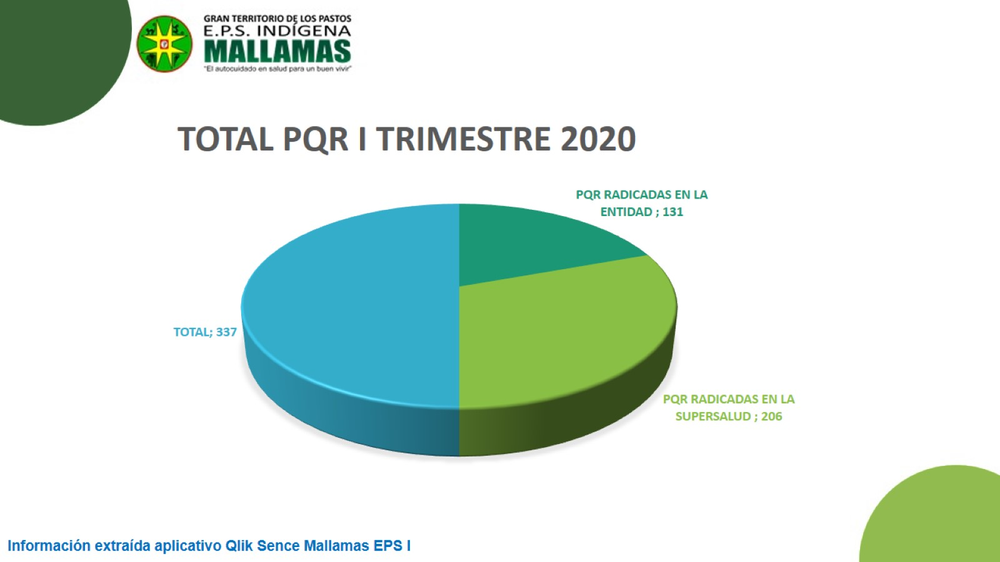 GRAN TERRITORIO DE LOS PASTOS
E.P.S. INDÍGENA
MALLAMAS
"El autocuidado en salud para un buen vivir"
TOTAL PQR I TRIMESTRE 2020
PQR RADICADAS EN LA
ENTIDAD ; 131
TOTAL; 337
PQR RADICADAS EN LA
SUPERSALUD ; 206
Información extraída aplicativo Qlik Sence Mallamas EPS I